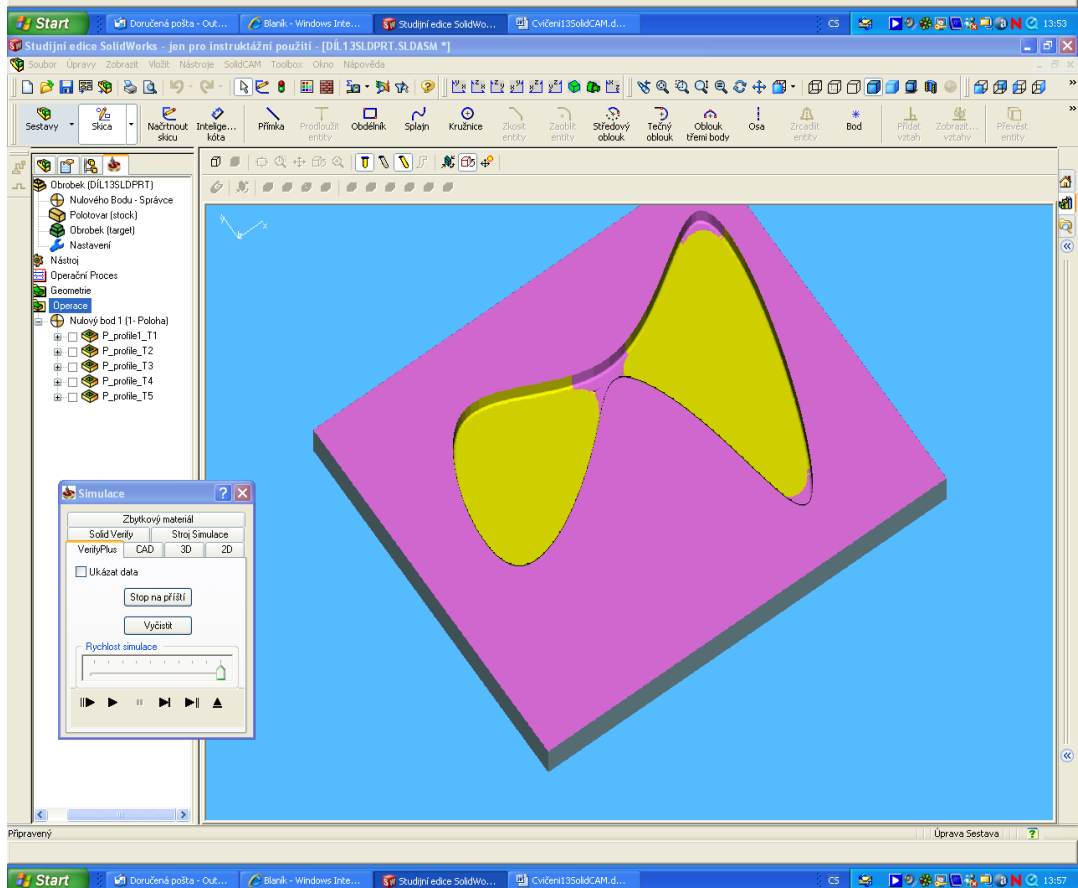 Start Doručená pošta - Out... Blaník - Windows Inte... Studijní edice SolidWo... Cvičení13SolidCAM.d... CS 13:53
Studijní edice SolidWorks - jen pro instruktážní použití - [DÍL13SLDPRT.SLDASM *]
Soubor Úpravy Zobrazit Vložit Nástroje SolidCAM Toolbox Okno Nápověda
Sestavy Skica Načrtnout skicu Intelige... kóta Přímka Prodloužit entity Obdélník Splajn Kružnice Zkosit entity Zaoblit entity Středový oblouk Tečný oblouk Oblouk třemi body Osa Zrcadlit entity Bod Přidat vztah Zobrazit... vztahy Převést entity
Obrobek (DÍL13SLDPRT)
Nulového Bodu - Správce
Polotovar (stock)
Obrobek (target)
Nastavení
Nástroj
Operační Proces
Geometrie
Operace
Nulový bod 1 (1- Poloha)
P_profile1_T1
P_profile_T2
P_profile_T3
P_profile_T4
P_profile_T5
y x
Simulace
Zbytkový materiál
Solid Verify Stroj Simulace
VerifyPlus CAD 3D 2D
Ukázat data
Stop na příští
Vyčistit
Rychlost simulace
Připravený Úprava Sestava
Start Doručená pošta - Out... Blaník - Windows Inte... Studijní edice SolidWo... Cvičení13SolidCAM.d... CS 13:57